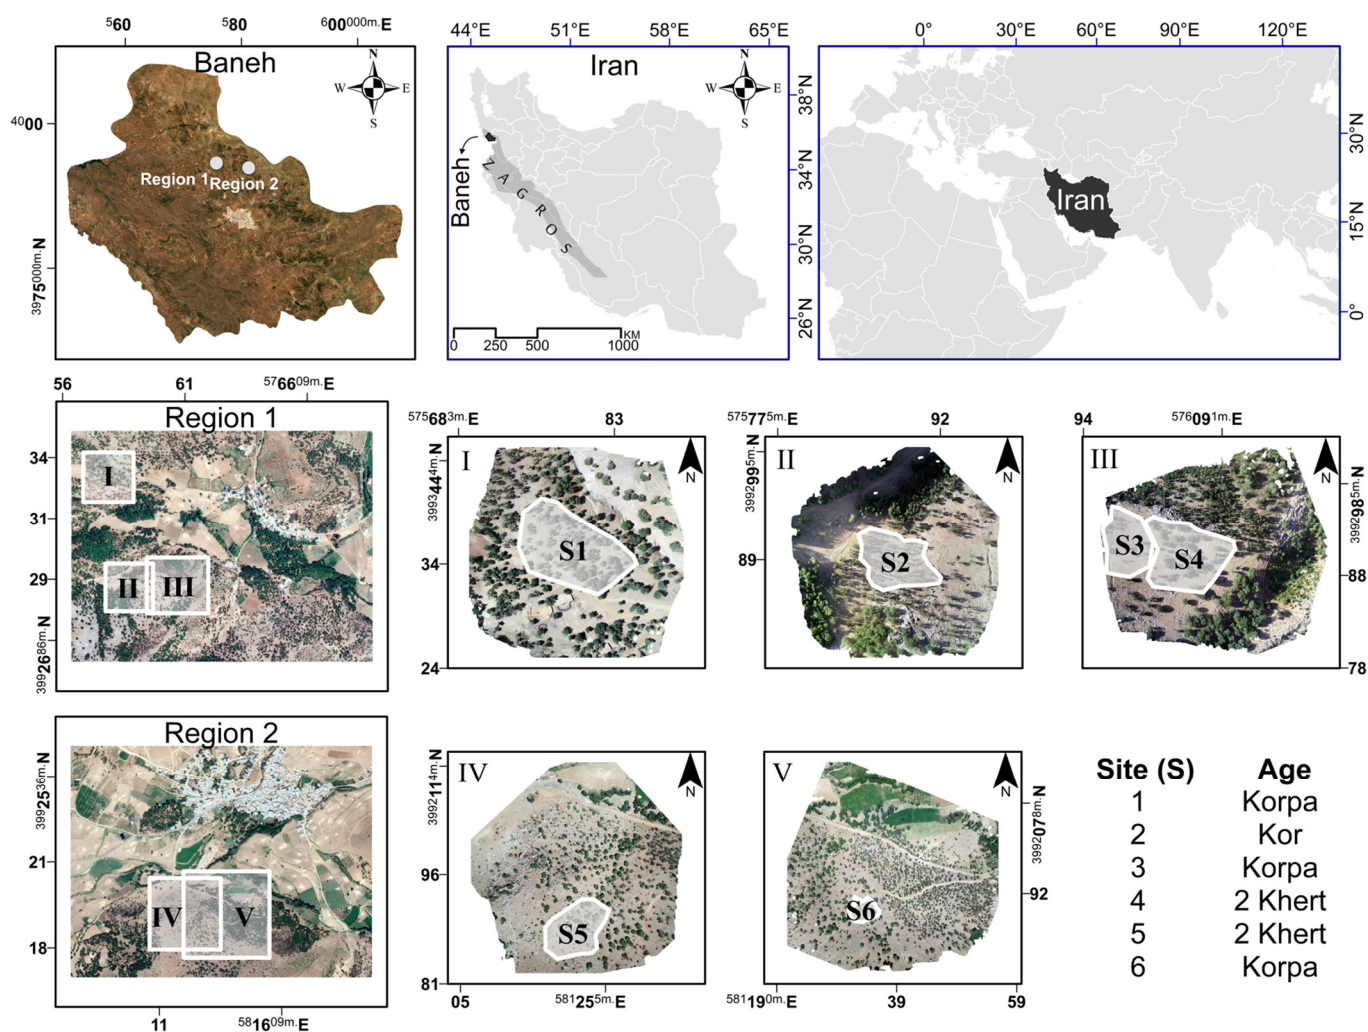 ⁵60 ⁵80 ⁶00⁰⁰⁰ᵐ·E
Baneh
N
W E
S
⁴⁰00
³⁹75⁰⁰⁰ᵐ·N
Region 1
Region 2
44°E 51°E 58°E 65°E
Iran
N
W E
S
38°N
34°N
30°N
26°N
Baneh
ZAGROS
0 250 500 1000
KM
0° 30°E 60°E 90°E 120°E
30°N
15°N
0°
Iran
56 61 ⁵⁷66⁰⁹ᵐ·E
Region 1
34
31
29
³⁹⁹26⁸⁶ᵐ·N
I
II
III
⁵⁷⁵68³ᵐ·E 83
I
N
³⁹⁹³44⁴ᵐ·N
34
24
S1
⁵⁷⁵77⁵ᵐ·E 92
II
N
³⁹⁹²99⁵ᵐ·N
89
S2
94 ⁵⁷⁶09¹ᵐ·E
III
N
³⁹⁹²98⁵ᵐ·N
88
78
S3
S4
Region 2
³⁹⁹25³⁶ᵐ·N
21
18
IV
V
11 ⁵⁸16⁰⁹ᵐ·E
IV
N
³⁹⁹²11⁴ᵐ·N
96
81
S5
05 ⁵⁸¹25⁵ᵐ·E
V
N
³⁹⁹²07⁸ᵐ·N
92
S6
⁵⁸¹19⁰ᵐ·E 39 59
Site (S) Age
1 Korpa
2 Kor
3 Korpa
4 2 Khert
5 2 Khert
6 Korpa